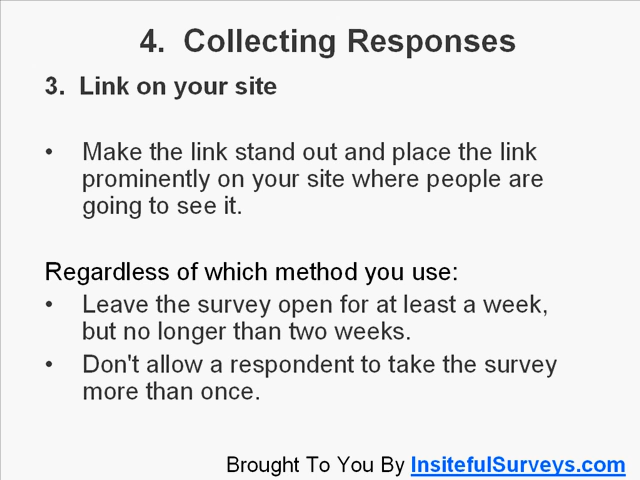 4.  Collecting Responses
3.  Link on your site
• Make the link stand out and place the link
prominently on your site where people are
going to see it.
Regardless of which method you use:
• Leave the survey open for at least a week,
but no longer than two weeks.
• Don't allow a respondent to take the survey
more than once.
Brought To You By InsitefulSurveys.com